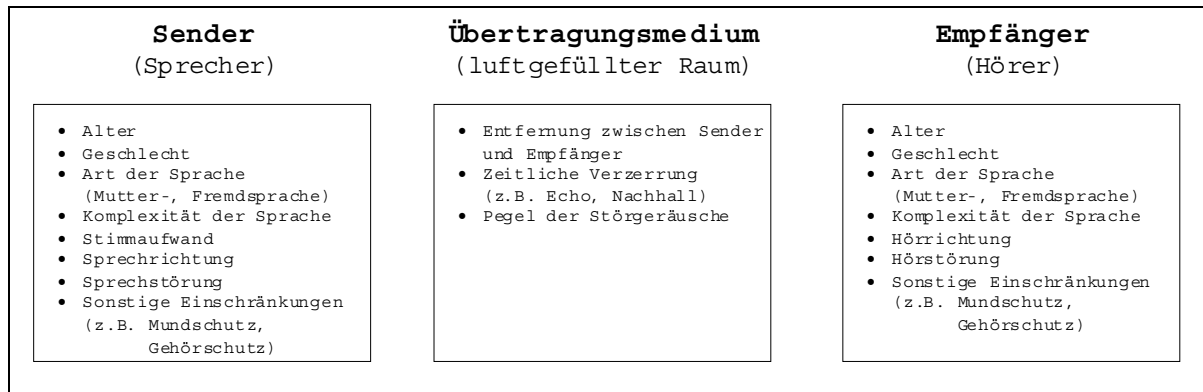 Sender
(Sprecher)
• Alter
• Geschlecht
• Art der Sprache
(Mutter-, Fremdsprache)
• Komplexität der Sprache
• Stimmaufwand
• Sprechrichtung
• Sprechstörung
• Sonstige Einschränkungen
(z.B. Mundschutz,
Gehörschutz)
Übertragungsmedium
(luftgefüllter Raum)
• Entfernung zwischen Sender
und Empfänger
• Zeitliche Verzerrung
(z.B. Echo, Nachhall)
• Pegel der Störgeräusche
Empfänger
(Hörer)
• Alter
• Geschlecht
• Art der Sprache
(Mutter-, Fremdsprache)
• Komplexität der Sprache
• Hörrichtung
• Hörstörung
• Sonstige Einschränkungen
(z.B. Mundschutz,
Gehörschutz)